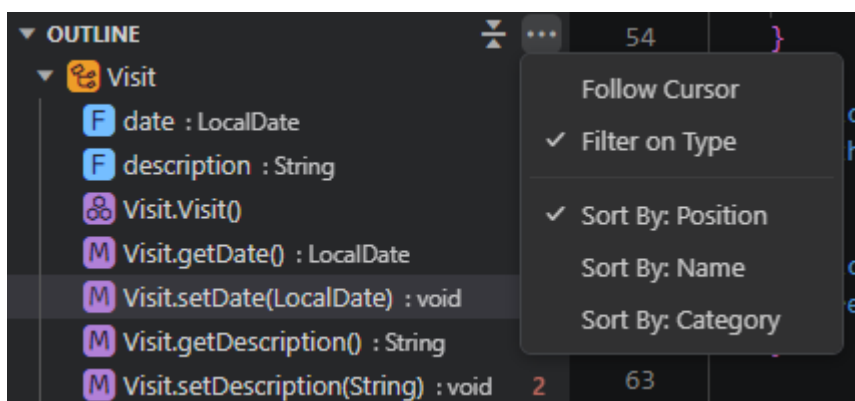 OUTLINE
Visit
F date : LocalDate
F description : String
Visit.Visit()
M Visit.getDate() : LocalDate
M Visit.setDate(LocalDate) : void
M Visit.getDescription() : String
M Visit.setDescription(String) : void 2
54 }
Follow Cursor
✓ Filter on Type
✓ Sort By: Position
Sort By: Name
Sort By: Category
63